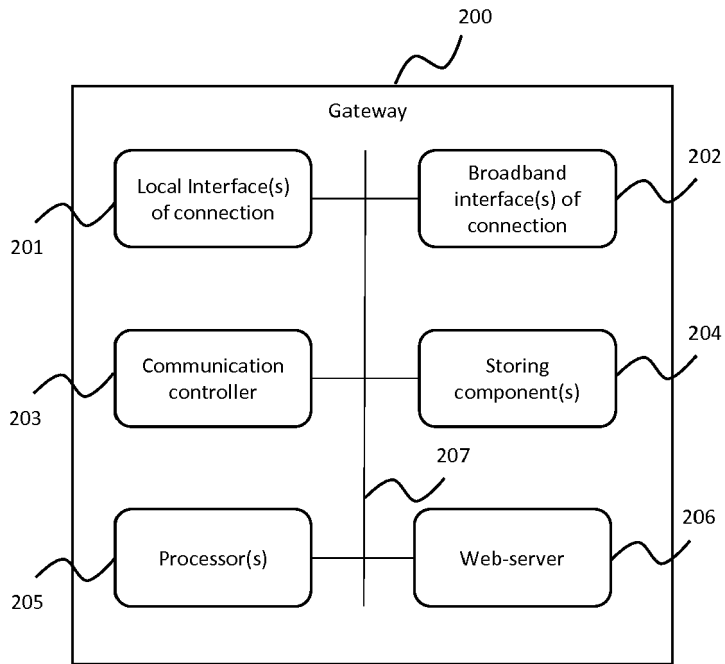 200
Gateway
Local Interface(s)
of connection
201
Broadband
interface(s) of
connection
202
Communication
controller
203
Storing
component(s)
204
207
Processor(s)
205
Web-server
206